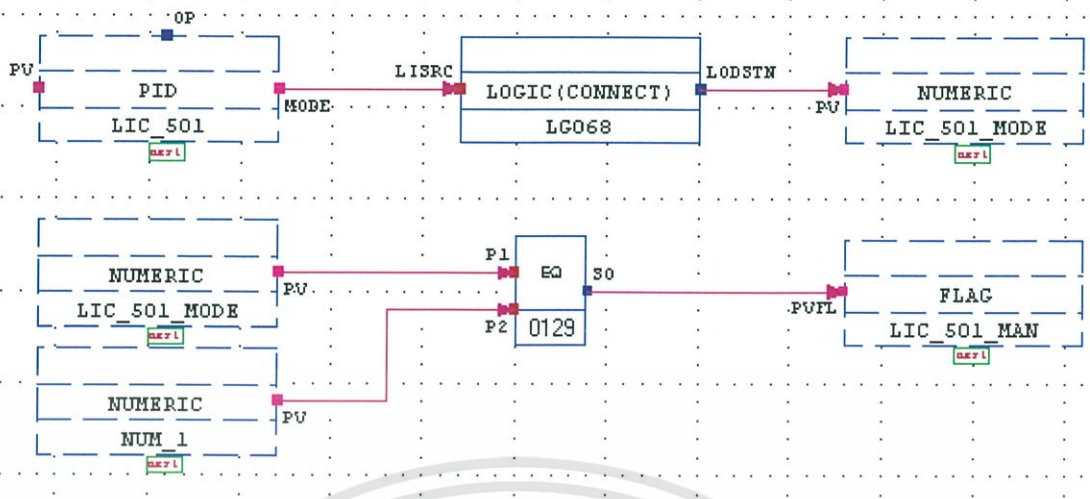 OP
PV
PID
MODE
LIC_501
LISRC
LOGIC(CONNECT)
LODSTN
LG068
PV
NUMERIC
LIC_501_MODE
NUMERIC
PV
LIC_501_MODE
P1
EQ
SO
P2
0129
PVFL
FLAG
LIC_501_MAN
NUMERIC
PV
NUM_1